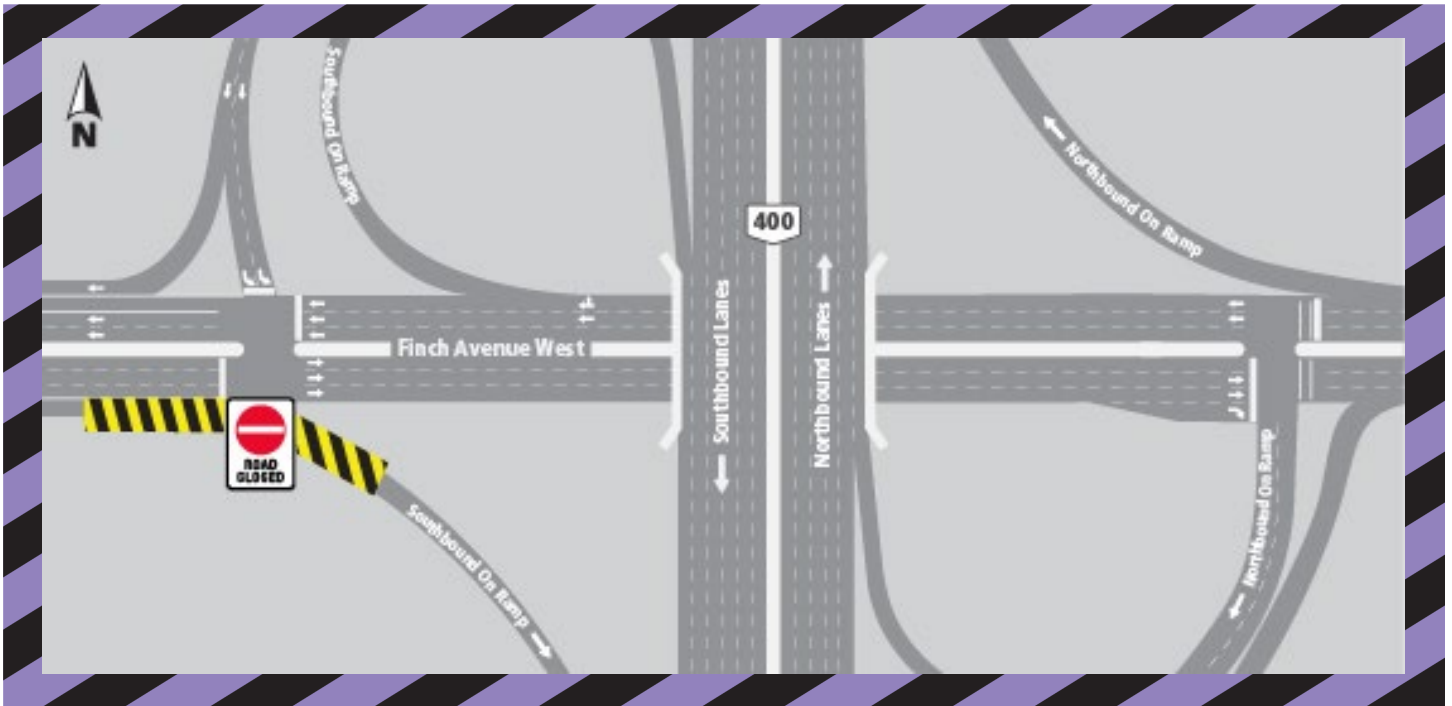 N
Southbound On Ramp
Northbound On Ramp
400
Southbound Lanes
Northbound Lanes
Finch Avenue West
ROAD
CLOSED
Southbound On Ramp
Northbound On Ramp